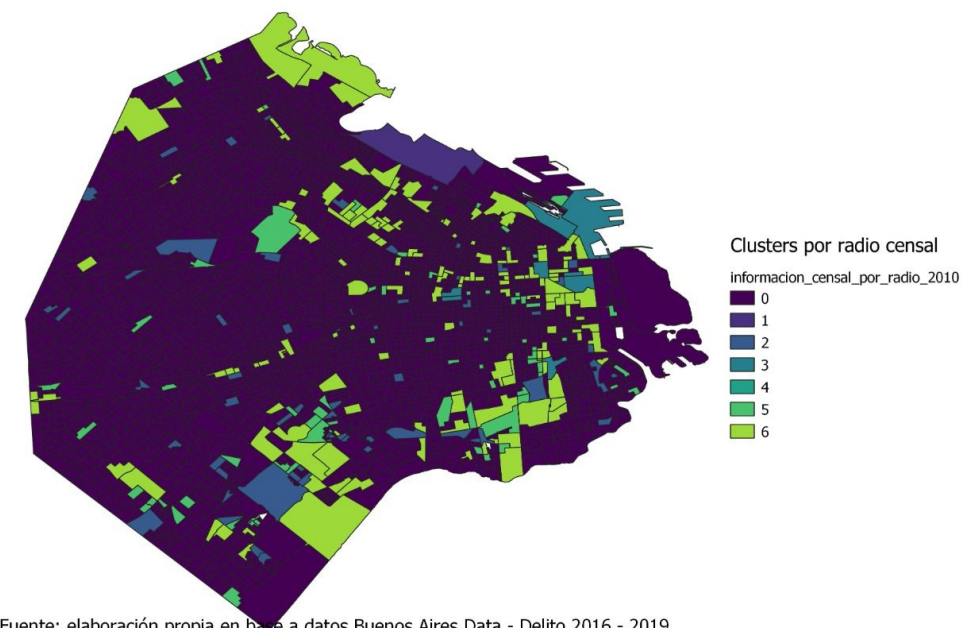 Clusters por radio censal
informacion_censal_por_radio_2010
0
1
2
3
4
5
6
Fuente: elaboración propia en base a datos Buenos Aires Data - Delito 2016 - 2019